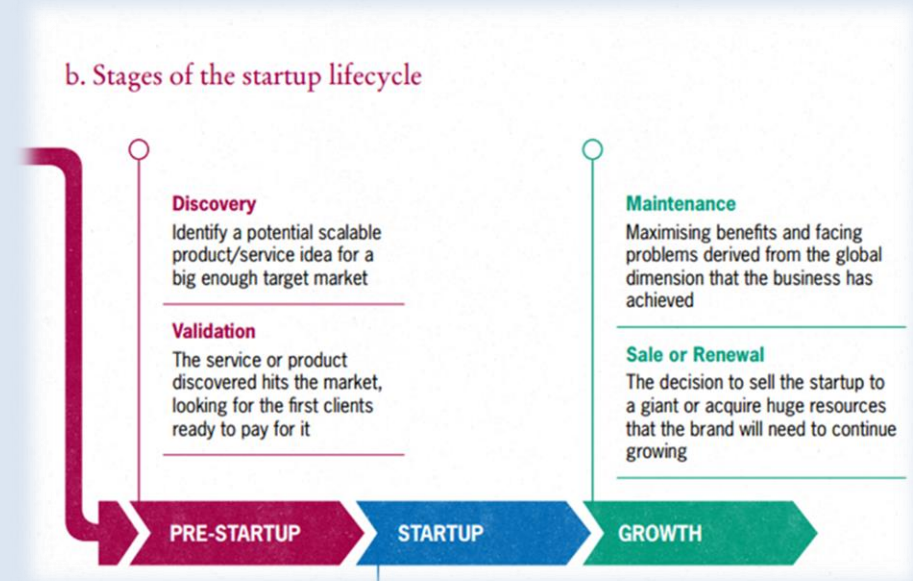 b. Stages of the startup lifecycle
Discovery
Identify a potential scalable
product/service idea for a
big enough target market
Validation
The service or product
discovered hits the market,
looking for the first clients
ready to pay for it
Maintenance
Maximising benefits and facing
problems derived from the global
dimension that the business has
achieved
Sale or Renewal
The decision to sell the startup to
a giant or acquire huge resources
that the brand will need to continue
growing
PRE-STARTUP
STARTUP
GROWTH